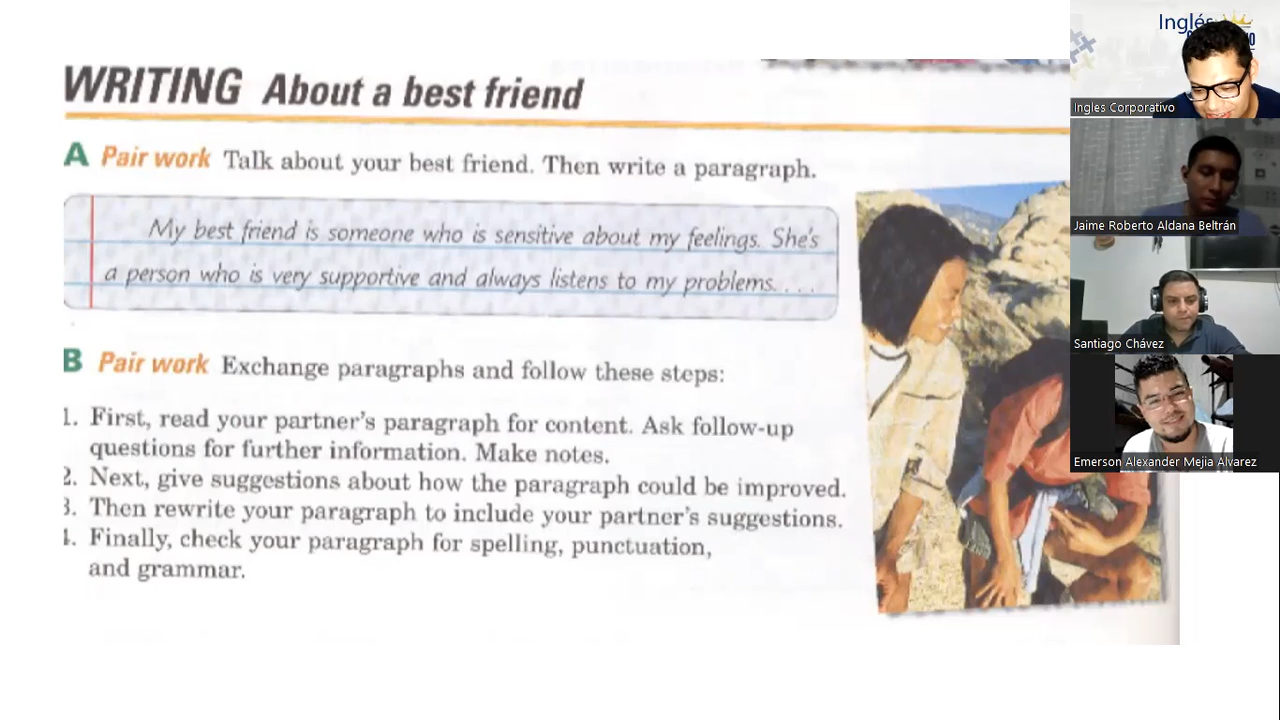 WRITING About a best friend
A Pair work Talk about your best friend. Then write a paragraph.
My best friend is someone who is sensitive about my feelings. She's
a person who is very supportive and always listens to my problems. . . .
B Pair work Exchange paragraphs and follow these steps:
1. First, read your partner's paragraph for content. Ask follow-up
questions for further information. Make notes.
2. Next, give suggestions about how the paragraph could be improved.
3. Then rewrite your paragraph to include your partner's suggestions.
4. Finally, check your paragraph for spelling, punctuation,
and grammar.
Inglés
Ingles Corporativo
Jaime Roberto Aldana Beltrán
Santiago Chávez
Emerson Alexander Mejia Alvarez